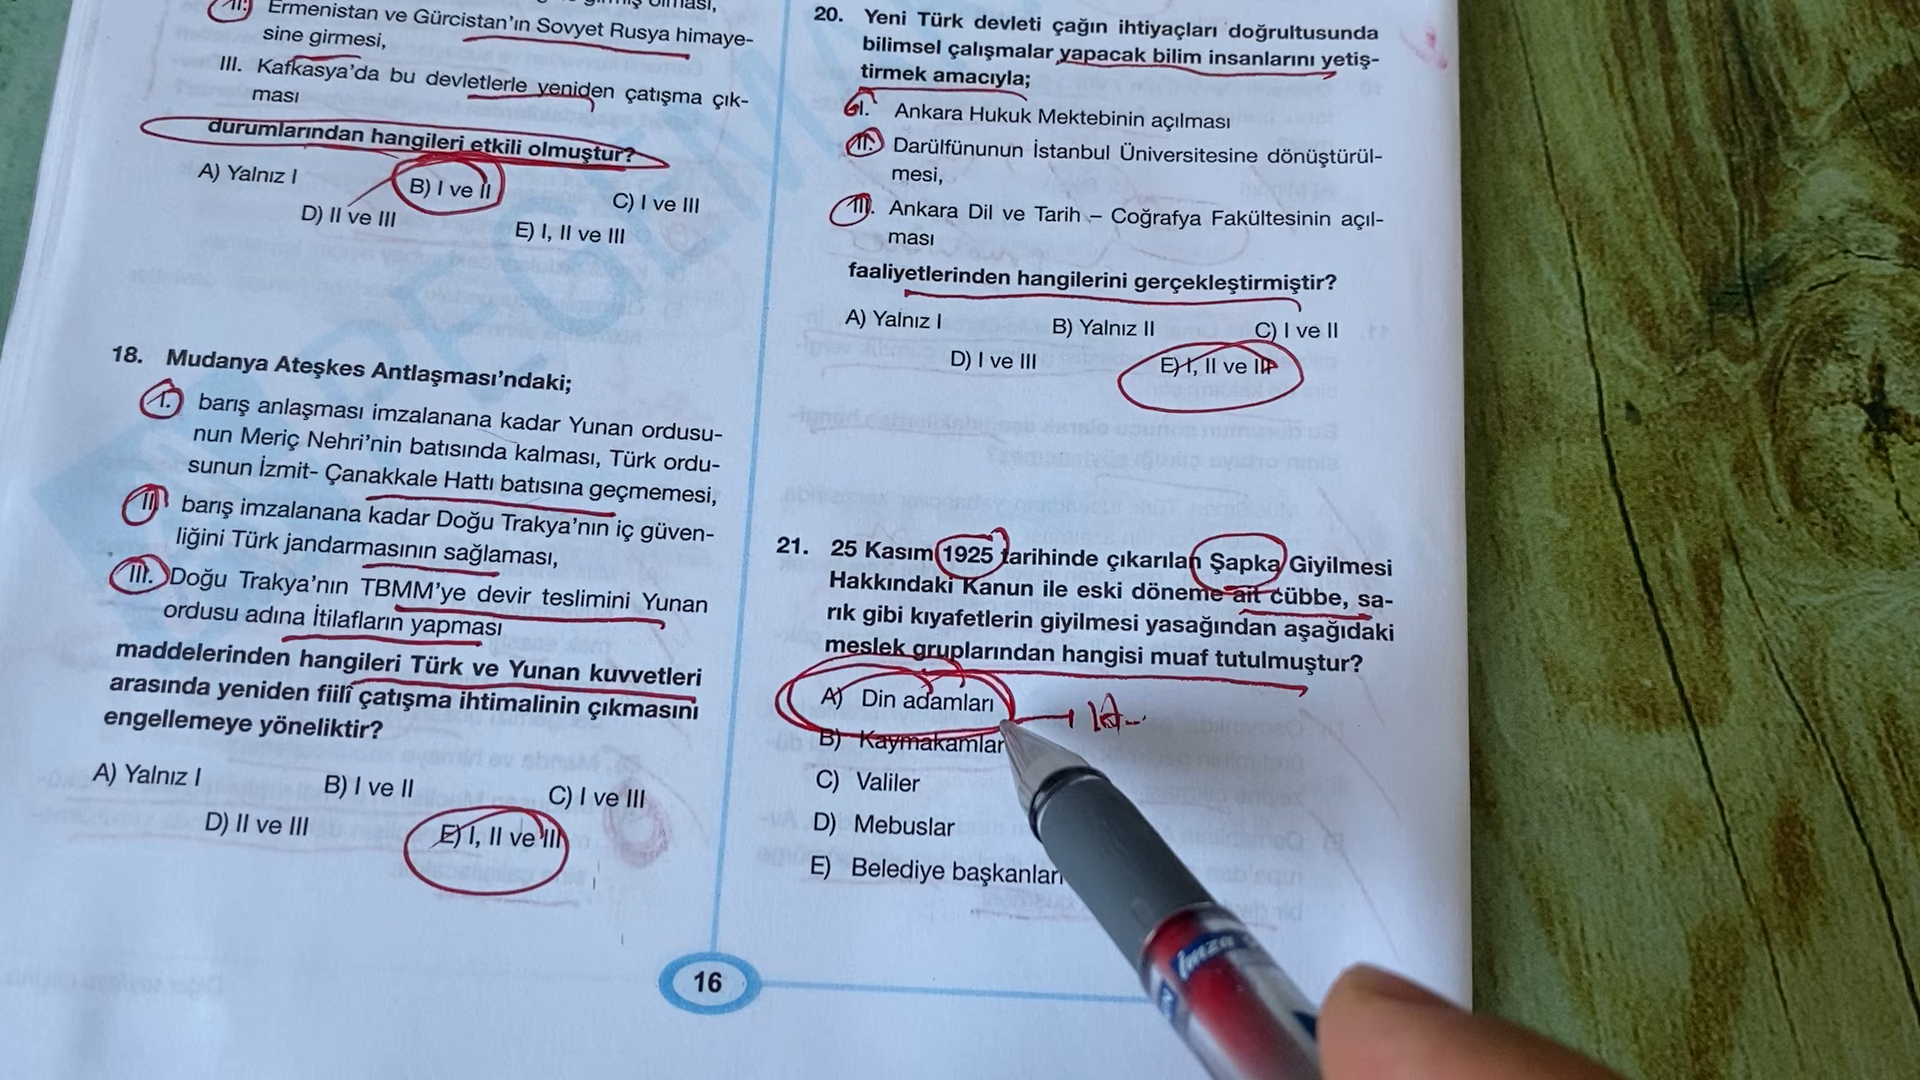 Ermenistan ve Gürcistan'ın Sovyet Rusya himaye-
sine girmesi,
III. Kafkasya'da bu devletlerle yeniden çatışma çık-
ması
durumlarından hangileri etkili olmuştur?
A) Yalnız I
B) I ve II
C) I ve III
D) II ve III
E) I, II ve III
18. Mudanya Ateşkes Antlaşması'ndaki;
I. barış anlaşması imzalanana kadar Yunan ordusu-
nun Meriç Nehri'nin batısında kalması, Türk ordu-
sunun İzmit- Çanakkale Hattı batısına geçmemesi,
II. barış imzalanana kadar Doğu Trakya'nın iç güven-
liğini Türk jandarmasının sağlaması,
III. Doğu Trakya'nın TBMM'ye devir teslimini Yunan
ordusu adına İtilafların yapması
maddelerinden hangileri Türk ve Yunan kuvvetleri
arasında yeniden fiilî çatışma ihtimalinin çıkmasını
engellemeye yöneliktir?
A) Yalnız I
B) I ve II
C) I ve III
D) II ve III
E) I, II ve III
20. Yeni Türk devleti çağın ihtiyaçları doğrultusunda
bilimsel çalışmalar yapacak bilim insanlarını yetiş-
tirmek amacıyla;
I. Ankara Hukuk Mektebinin açılması
II. Darülfünunun İstanbul Üniversitesine dönüştürül-
mesi,
III. Ankara Dil ve Tarih – Coğrafya Fakültesinin açıl-
ması
faaliyetlerinden hangilerini gerçekleştirmiştir?
A) Yalnız I
B) Yalnız II
C) I ve II
D) I ve III
E) I, II ve III
21. 25 Kasım 1925 tarihinde çıkarılan Şapka Giyilmesi
Hakkındaki Kanun ile eski döneme ait cübbe, sa-
rık gibi kıyafetlerin giyilmesi yasağından aşağıdaki
meslek gruplarından hangisi muaf tutulmuştur?
A) Din adamları
B) Kaymakamlar
C) Valiler
D) Mebuslar
E) Belediye başkanları
16
imza